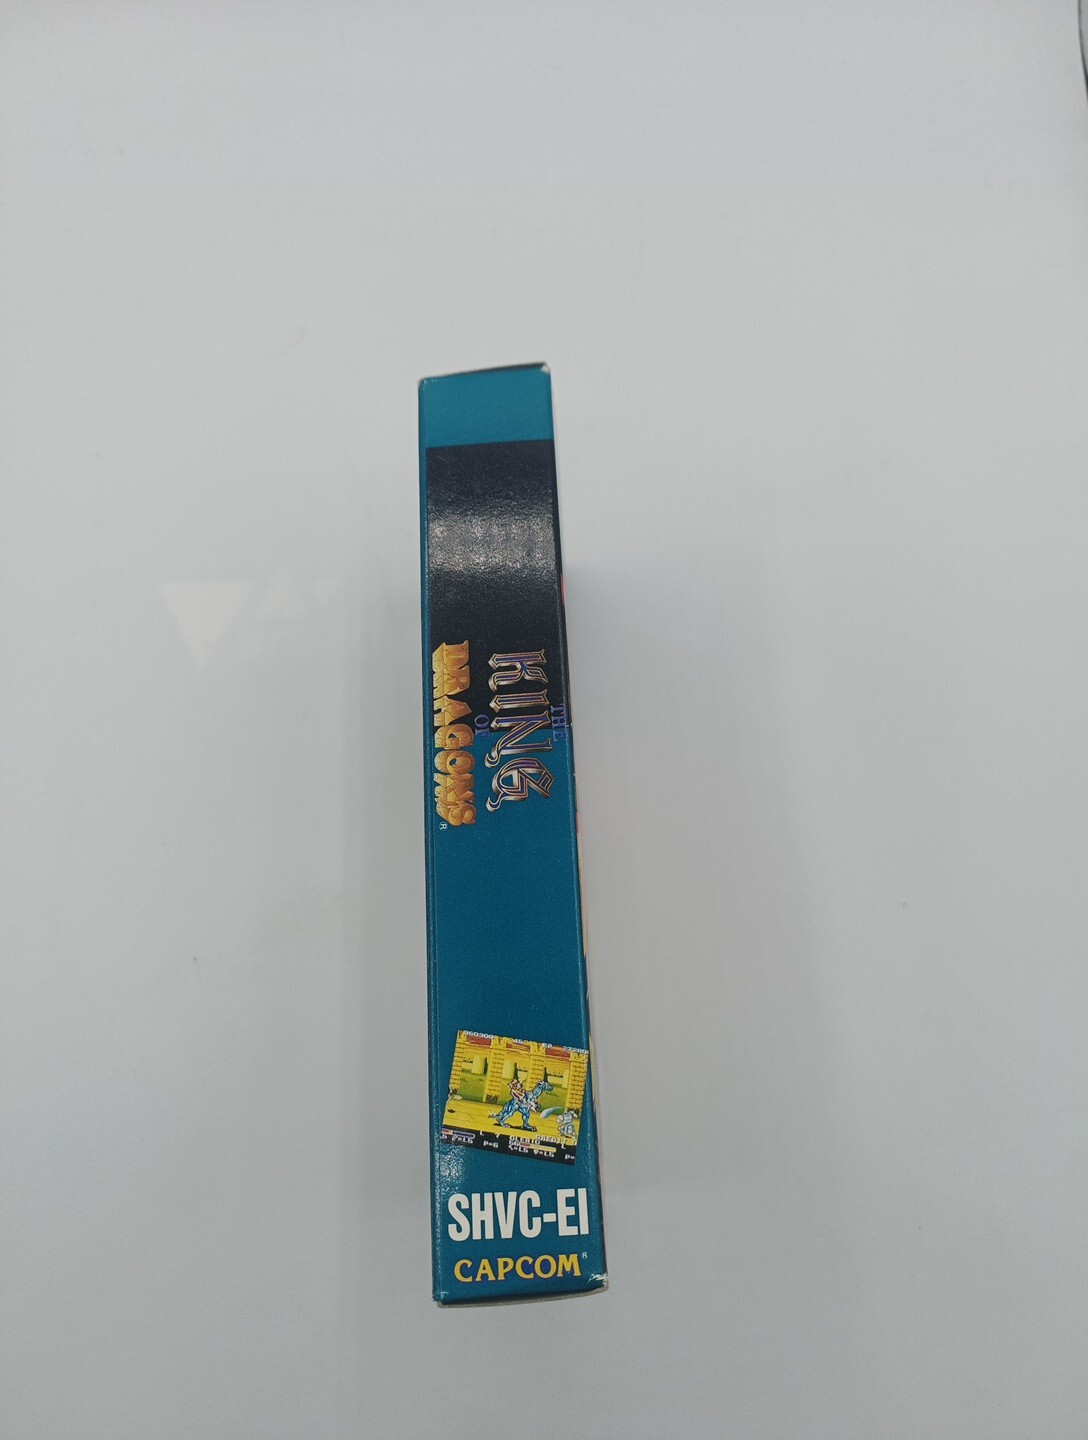 THE
KING
OF
DRAGONS®
SHVC-EI
CAPCOM®